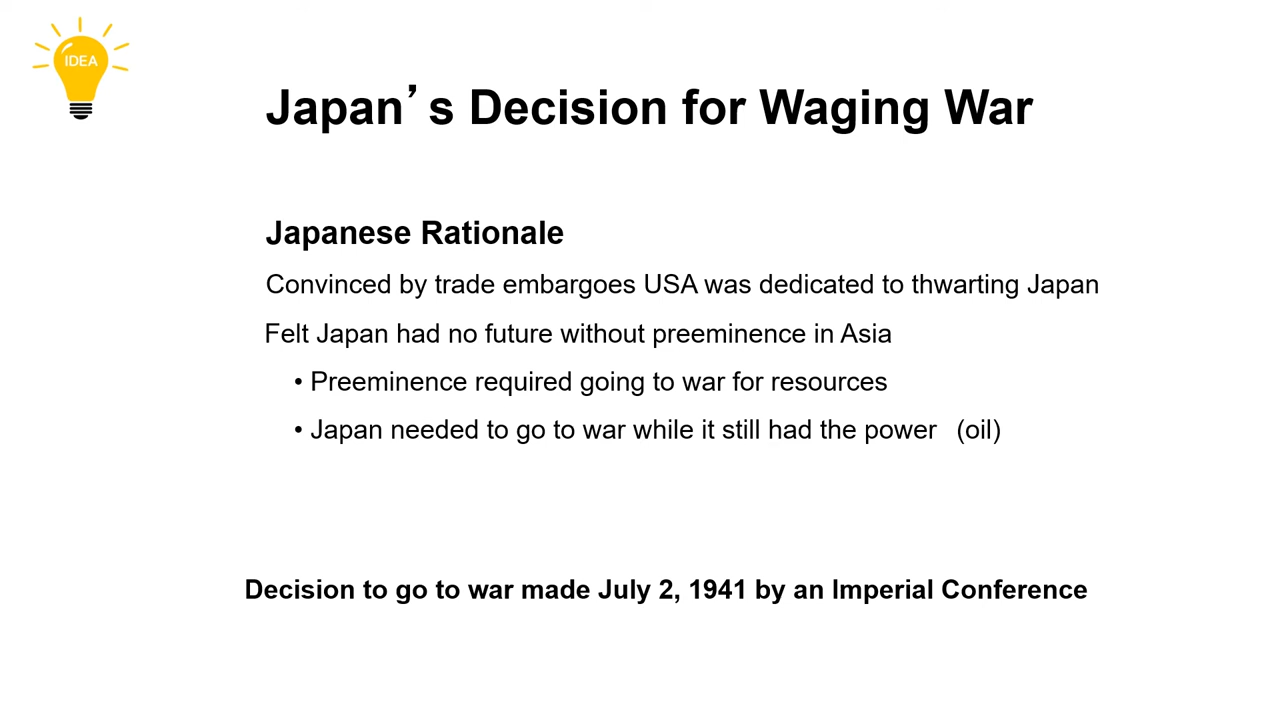 IDEA
Japan’s Decision for Waging War
Japanese Rationale
Convinced by trade embargoes USA was dedicated to thwarting Japan
Felt Japan had no future without preeminence in Asia
• Preeminence required going to war for resources
• Japan needed to go to war while it still had the power (oil)
Decision to go to war made July 2, 1941 by an Imperial Conference